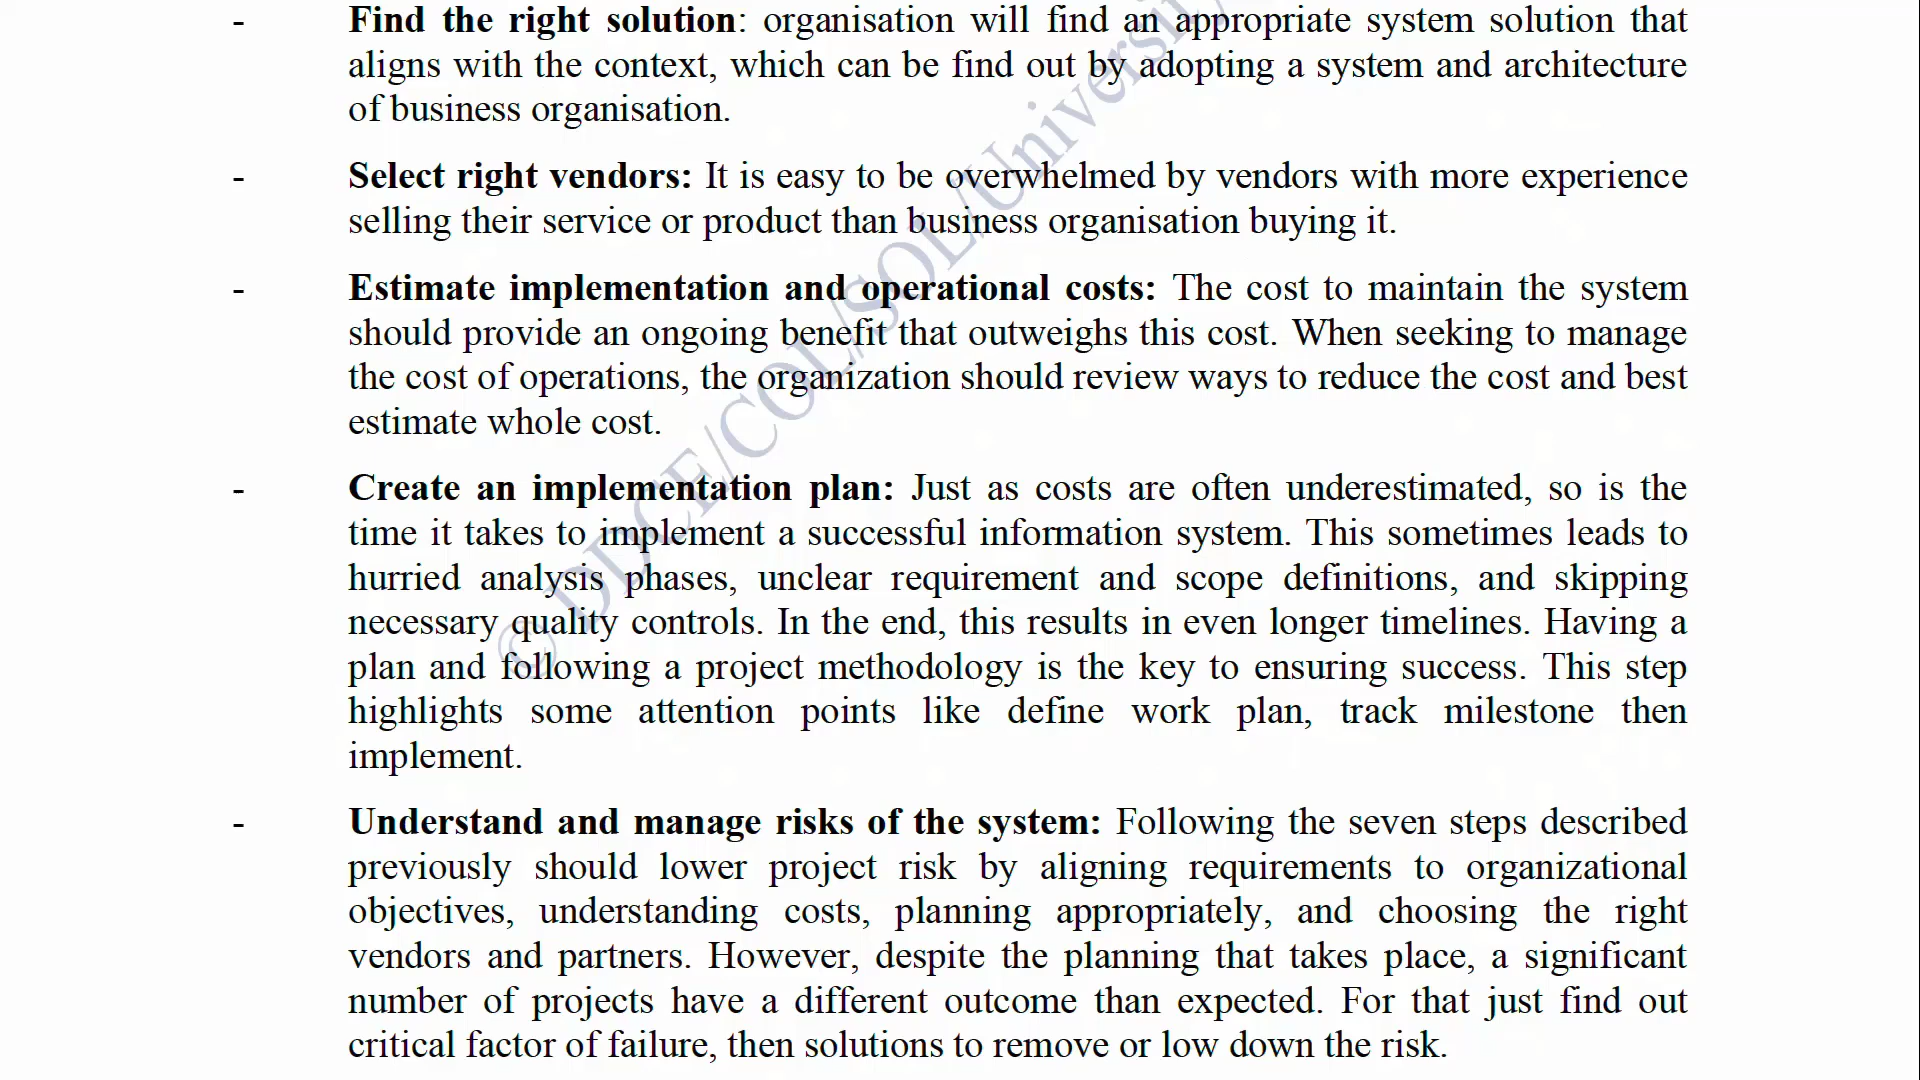 - Find the right solution: organisation will find an appropriate system solution that
aligns with the context, which can be find out by adopting a system and architecture
of business organisation.
- Select right vendors: It is easy to be overwhelmed by vendors with more experience
selling their service or product than business organisation buying it.
- Estimate implementation and operational costs: The cost to maintain the system
should provide an ongoing benefit that outweighs this cost. When seeking to manage
the cost of operations, the organization should review ways to reduce the cost and best
estimate whole cost.
- Create an implementation plan: Just as costs are often underestimated, so is the
time it takes to implement a successful information system. This sometimes leads to
hurried analysis phases, unclear requirement and scope definitions, and skipping
necessary quality controls. In the end, this results in even longer timelines. Having a
plan and following a project methodology is the key to ensuring success. This step
highlights some attention points like define work plan, track milestone then
implement.
- Understand and manage risks of the system: Following the seven steps described
previously should lower project risk by aligning requirements to organizational
objectives, understanding costs, planning appropriately, and choosing the right
vendors and partners. However, despite the planning that takes place, a significant
number of projects have a different outcome than expected. For that just find out
critical factor of failure, then solutions to remove or low down the risk.
© DDCE/COL/SOL/University